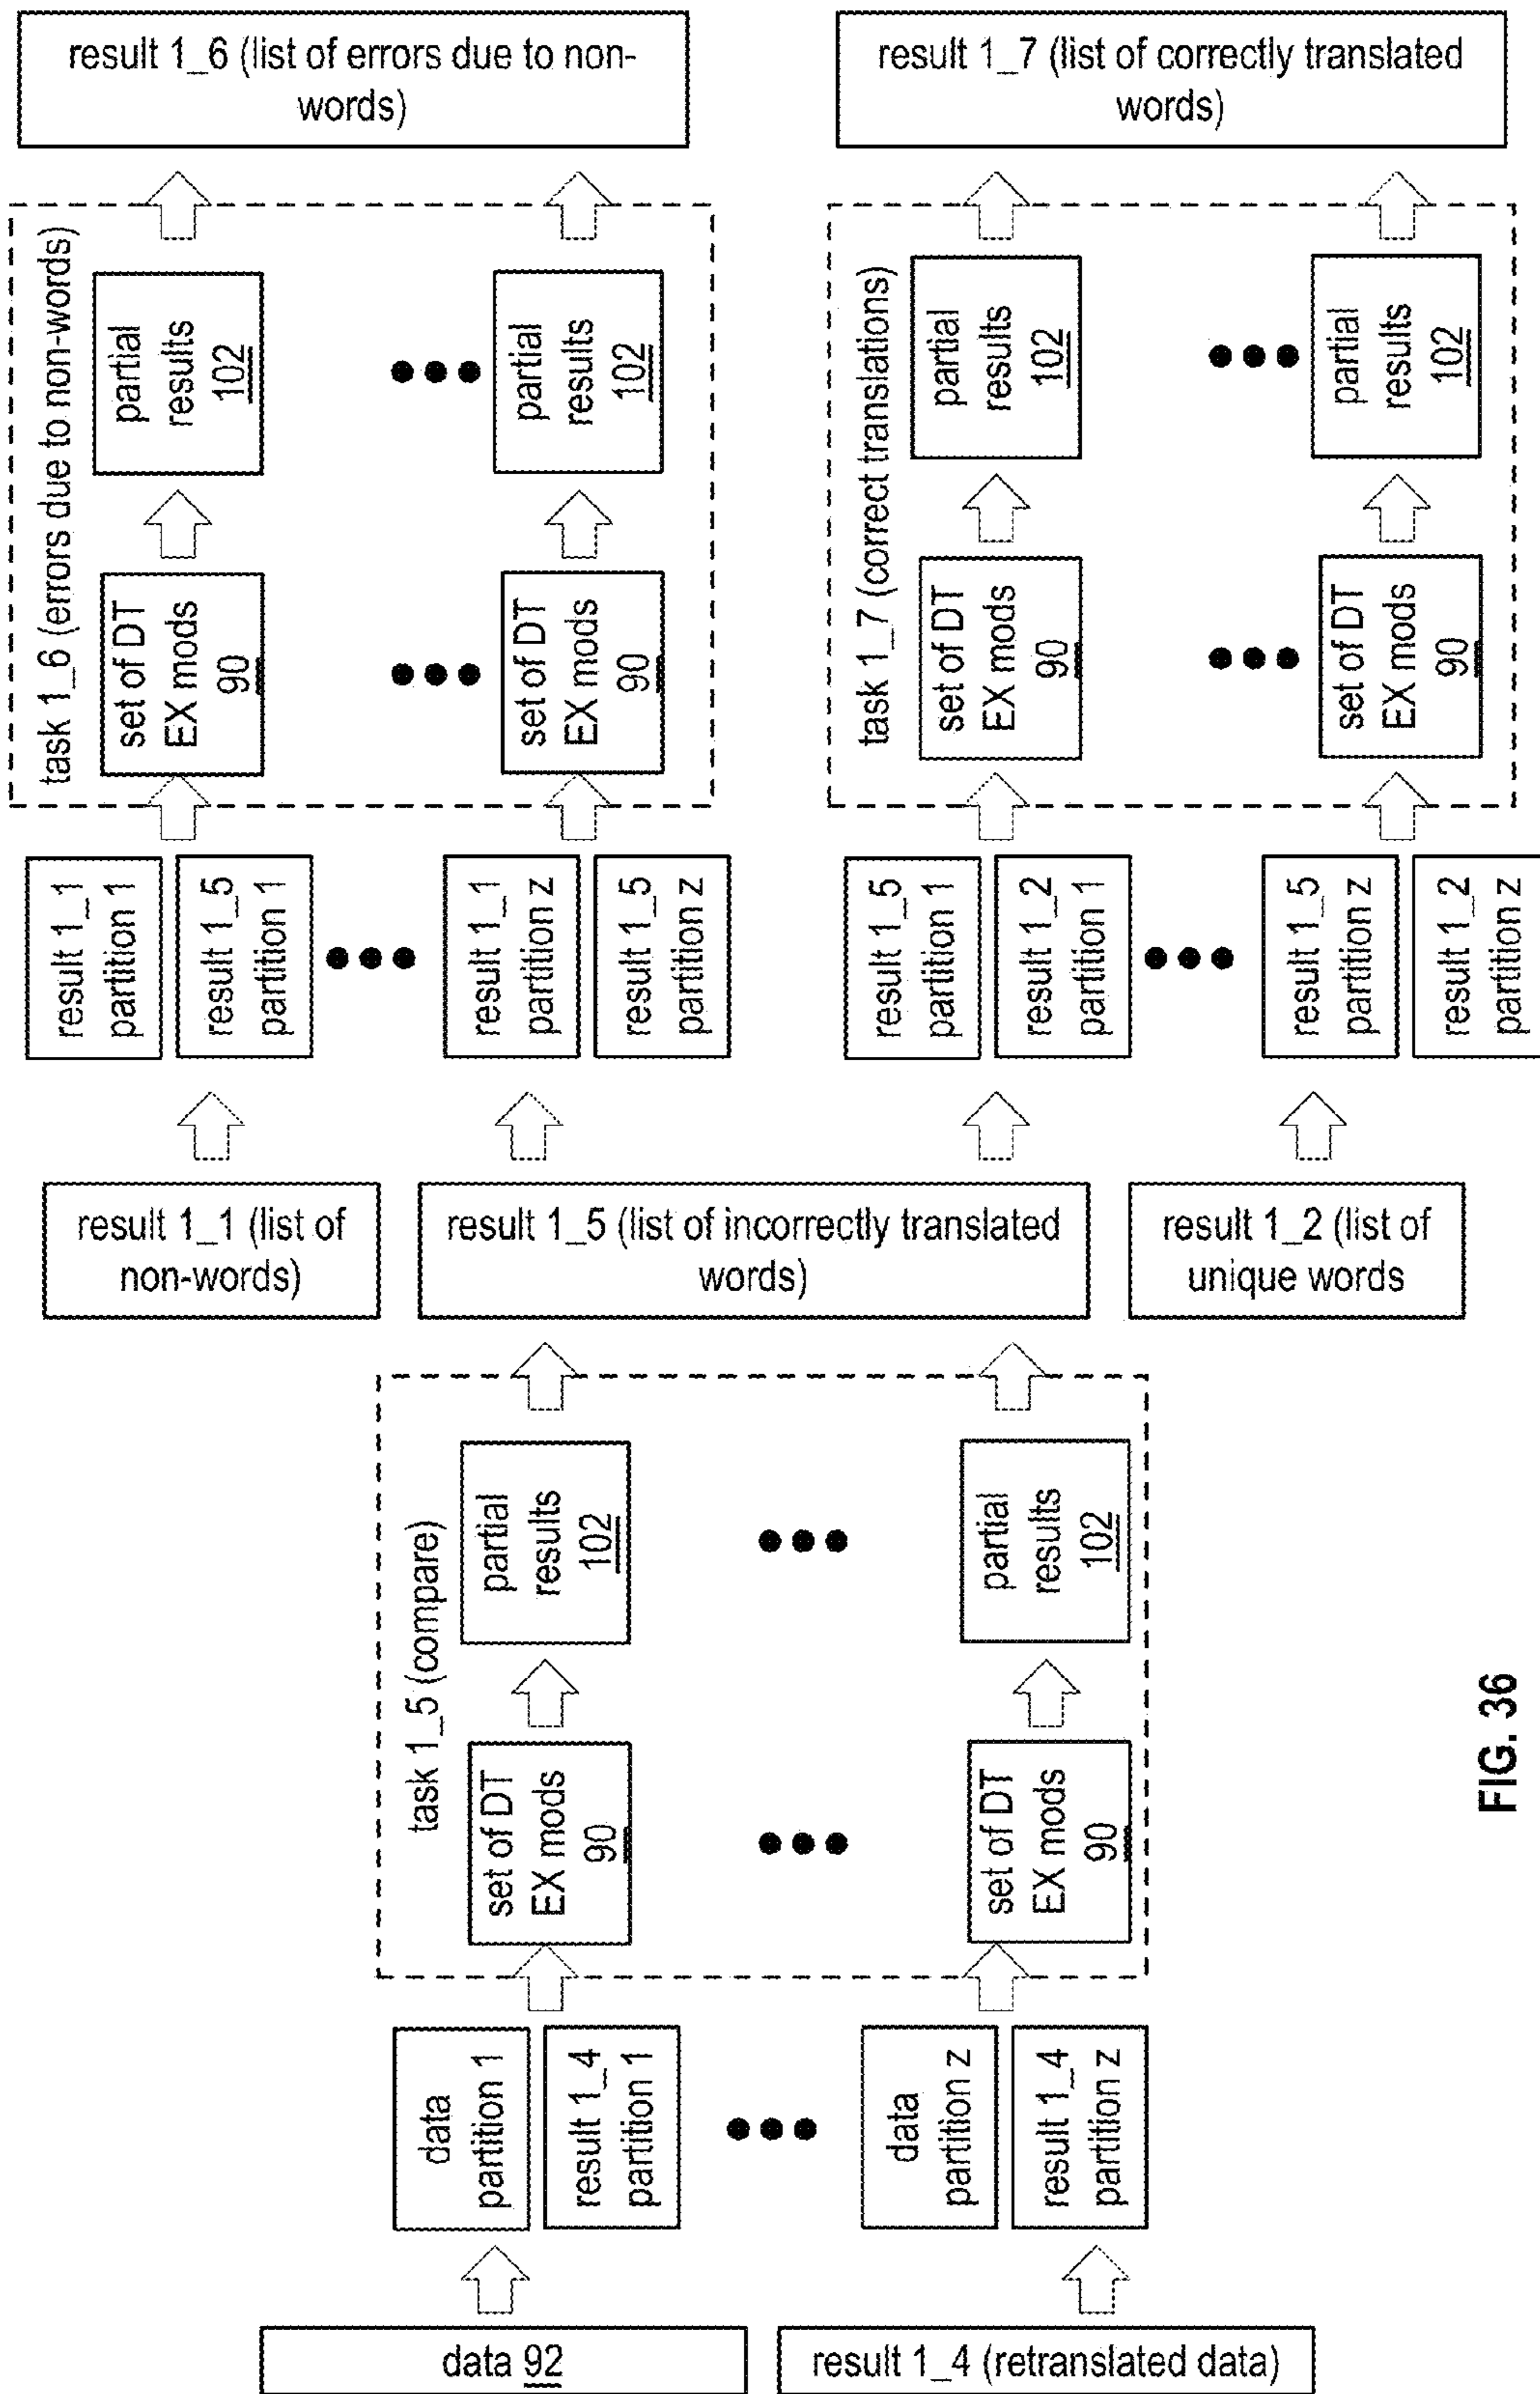 data 92
result 1_4 (retranslated data)
data
partition 1
result 1_4
partition 1
data
partition z
result 1_4
partition z
task 1_5 (compare)
set of DT
EX mods
90
partial
results
102
set of DT
EX mods
90
partial
results
102
result 1_1 (list of
non-words)
result 1_5 (list of incorrectly translated
words)
result 1_2 (list of
unique words
result 1_1
partition 1
result 1_5
partition 1
result 1_1
partition z
result 1_5
partition z
task 1_6 (errors due to non-words)
set of DT
EX mods
90
partial
results
102
set of DT
EX mods
90
partial
results
102
result 1_6 (list of errors due to non-
words)
result 1_5
partition 1
result 1_2
partition 1
result 1_5
partition z
result 1_2
partition z
task 1_7 (correct translations)
set of DT
EX mods
90
partial
results
102
set of DT
EX mods
90
partial
results
102
result 1_7 (list of correctly translated
words)
FIG. 36